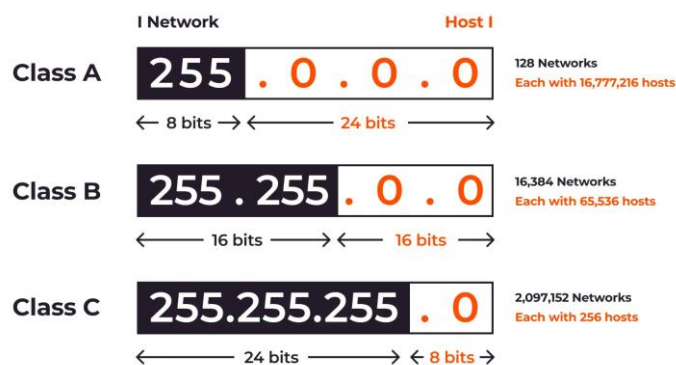 I Network Host I
Class A
255 . 0 . 0 . 0
128 Networks
Each with 16,777,216 hosts
8 bits 24 bits
Class B
255 . 255 . 0 . 0
16,384 Networks
Each with 65,536 hosts
16 bits 16 bits
Class C
255.255.255 . 0
2,097,152 Networks
Each with 256 hosts
24 bits 8 bits